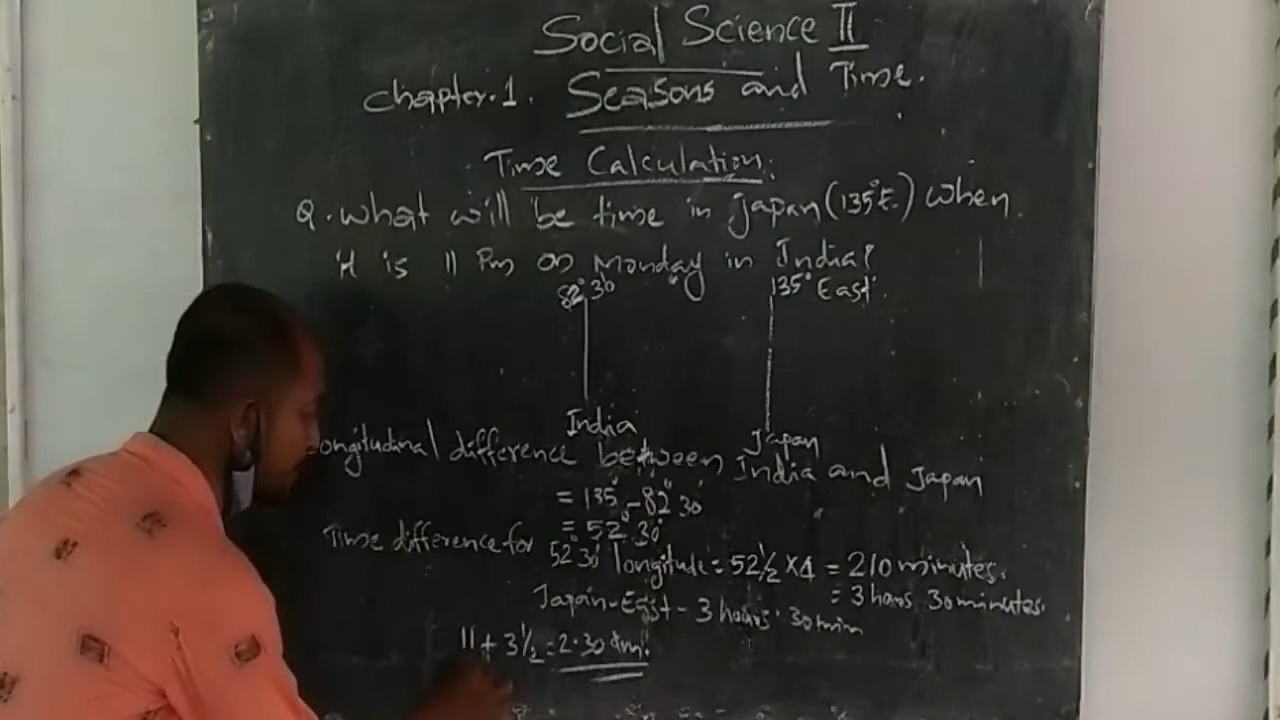 Social Science II
Chapter.1. Seasons and Time.
Time Calculation:
Q. What will be time in Japan (135°E.) when
it is 11 Pm on Monday in India?
82°30 135° East.
India Japan
Longitudinal difference between India and Japan
= 135° - 82° 30
= 52° 30'
Time difference for 52°30' longitude = 52½ × 4 = 210 minutes.
= 3 hours 30 minutes.
Japan - East - 3 hours 30 min
11 + 3½ = 2.30 Am.